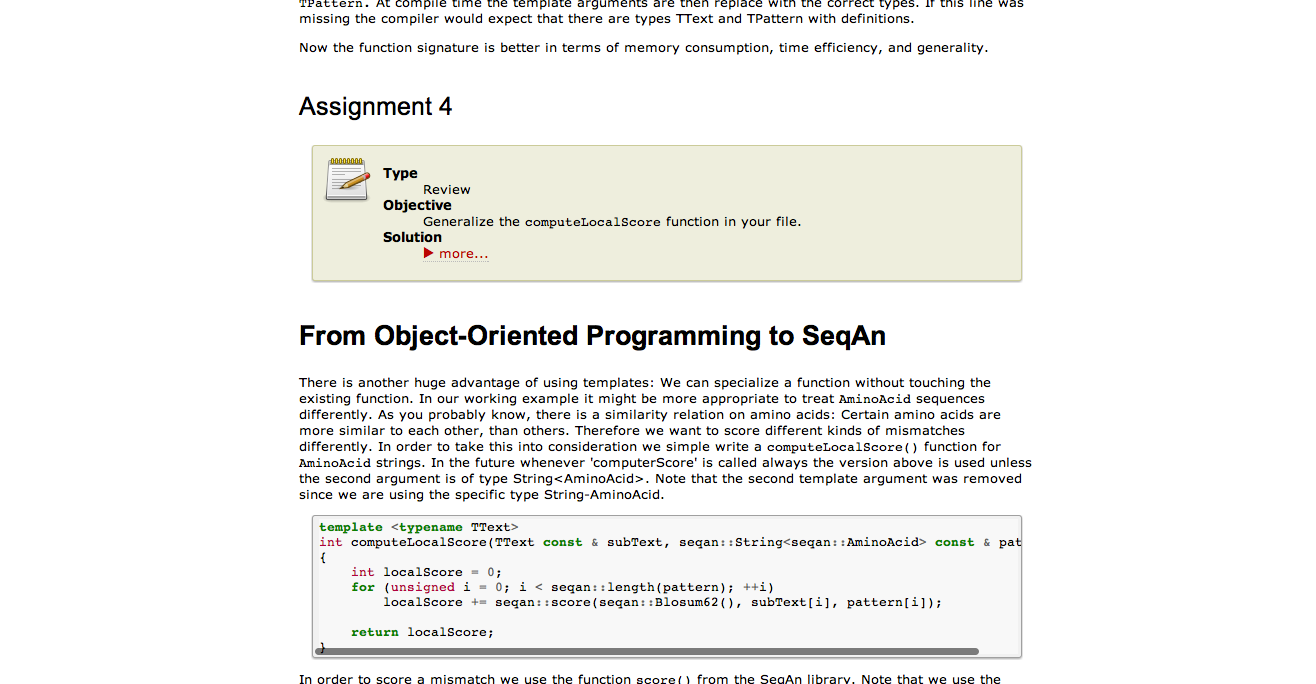 TPattern. At compile time the template arguments are then replace with the correct types. If this line was
missing the compiler would expect that there are types TText and TPattern with definitions.
Now the function signature is better in terms of memory consumption, time efficiency, and generality.
Assignment 4
Type
Review
Objective
Generalize the computeLocalScore function in your file.
Solution
more...
From Object-Oriented Programming to SeqAn
There is another huge advantage of using templates: We can specialize a function without touching the
existing function. In our working example it might be more appropriate to treat AminoAcid sequences
differently. As you probably know, there is a similarity relation on amino acids: Certain amino acids are
more similar to each other, than others. Therefore we want to score different kinds of mismatches
differently. In order to take this into consideration we simple write a computeLocalScore() function for
AminoAcid strings. In the future whenever 'computerScore' is called always the version above is used unless
the second argument is of type String<AminoAcid>. Note that the second template argument was removed
since we are using the specific type String-AminoAcid.
template <typename TText>
int computeLocalScore(TText const & subText, seqan::String<seqan::AminoAcid> const & pat
{
int localScore = 0;
for (unsigned i = 0; i < seqan::length(pattern); ++i)
localScore += seqan::score(seqan::Blosum62(), subText[i], pattern[i]);
return localScore;
}
In order to score a mismatch we use the function score() from the SeqAn library. Note that we use the